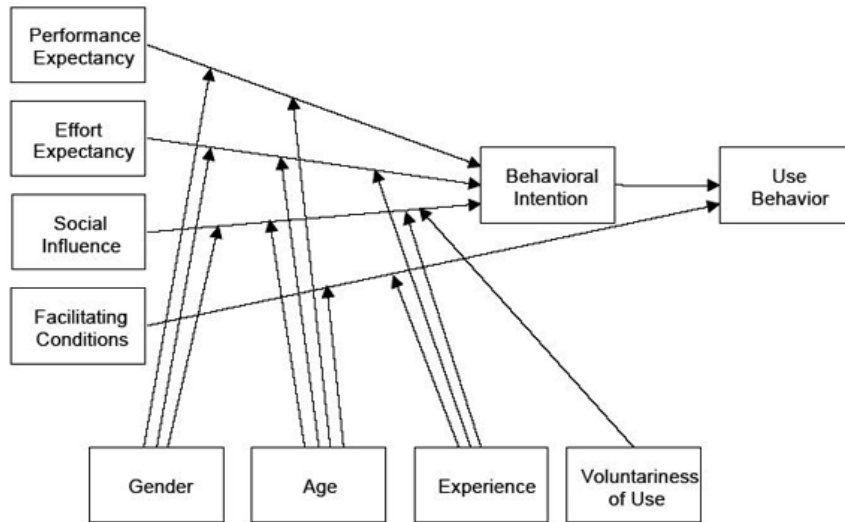 Performance
Expectancy
Effort
Expectancy
Social
Influence
Facilitating
Conditions
Behavioral
Intention
Use
Behavior
Gender
Age
Experience
Voluntariness
of Use